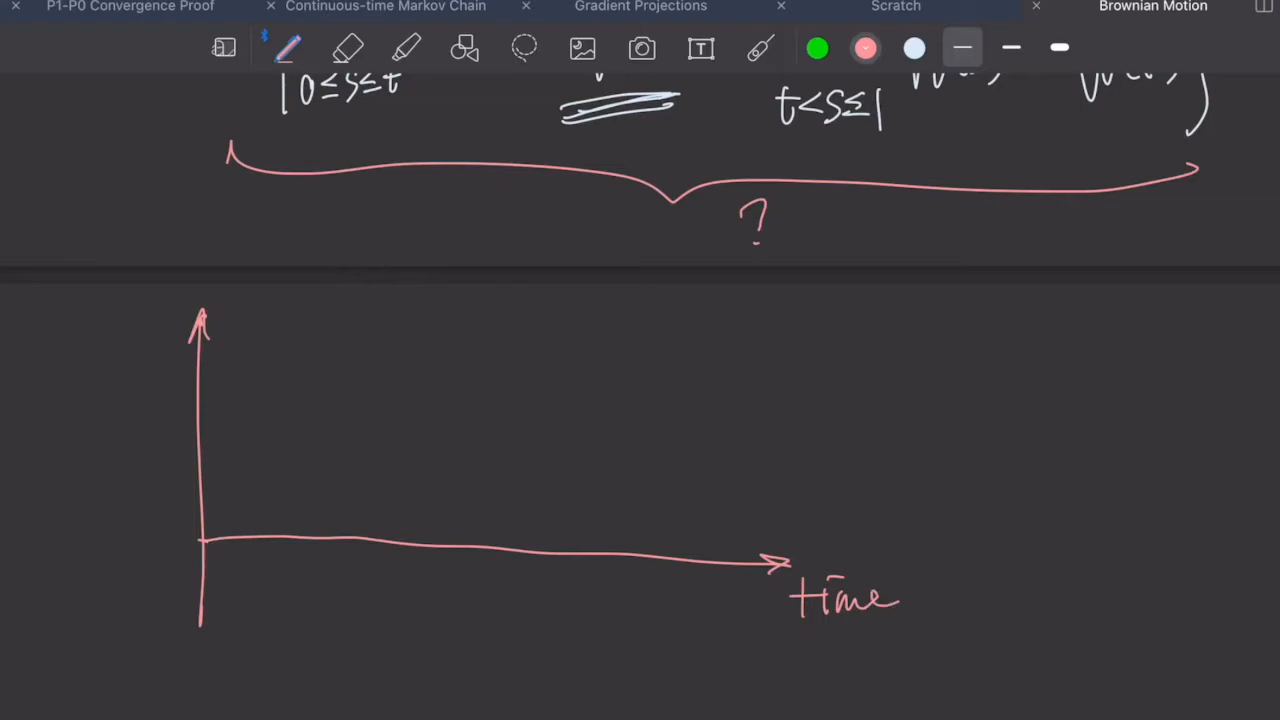 P1-P0 Convergence Proof Continuous-time Markov Chain Gradient Projections Scratch Brownian Motion
T
0≤s≤t
t<s≤1
?
time